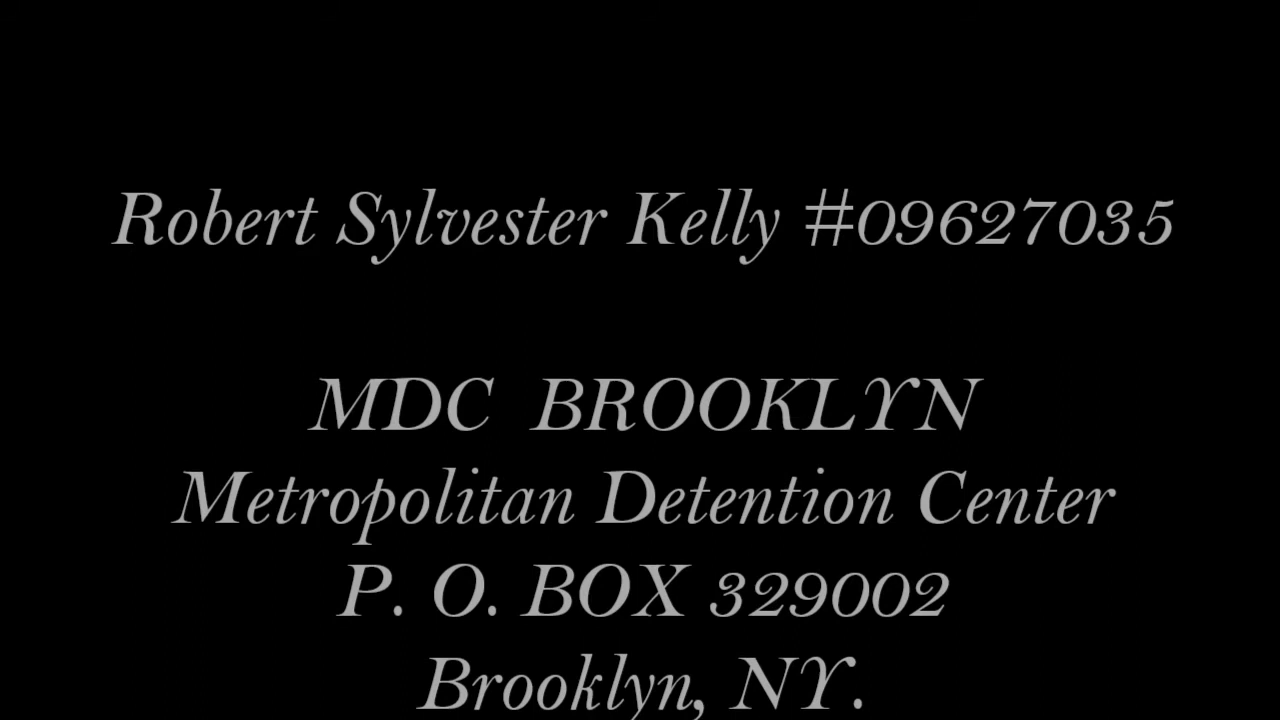 Robert Sylvester Kelly #09627035
MDC BROOKLYN
Metropolitan Detention Center
P. O. BOX 329002
Brooklyn, NY.